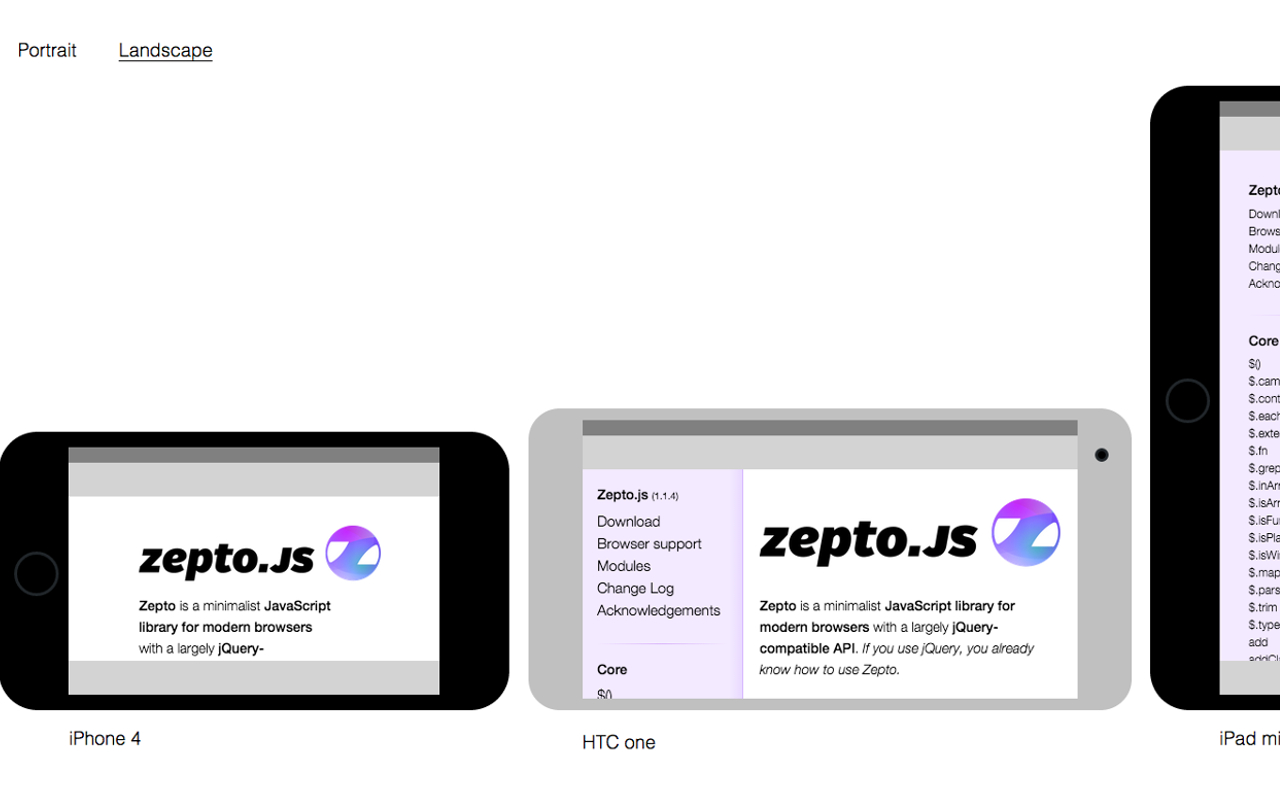 Portrait Landscape
zepto.JS
Zepto is a minimalist JavaScript
library for modern browsers
with a largely jQuery-
iPhone 4
Zepto.js (1.1.4)
Download
Browser support
Modules
Change Log
Acknowledgements
Core
$()
zepto.JS
Zepto is a minimalist JavaScript library for
modern browsers with a largely jQuery-
compatible API. If you use jQuery, you already
know how to use Zepto.
HTC one
Zepto
Downl
Brows
Modul
Chang
Ackno
Core
$()
$.cam
$.cont
$.each
$.exte
$.fn
$.grep
$.inArr
$.isArr
$.isFu
$.isPla
$.isWi
$.map
$.pars
$.trim
$.type
add
addCl
iPad mi